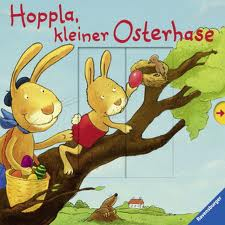 Hoppla,
kleiner Osterhase
Ravensburger